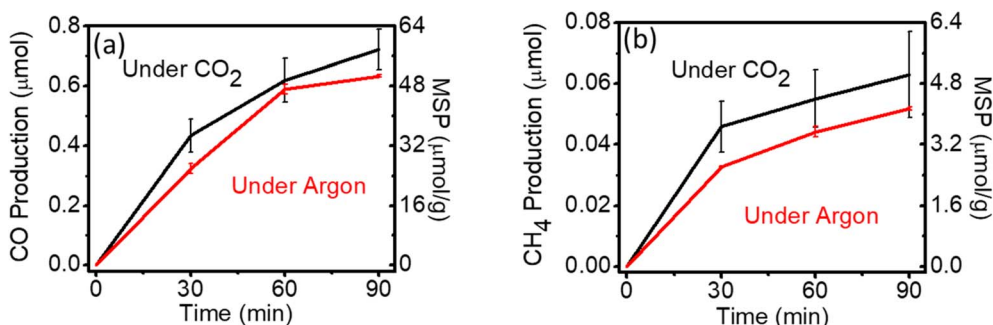 (a)
CO Production (μmol)
0.8
0.6
0.4
0.2
0.0
Under CO2
Under Argon
64
48
32
16
0
MSP (μmol/g)
0 30 60 90
Time (min)
(b)
CH4 Production (μmol)
0.08
0.06
0.04
0.02
0.00
Under CO2
Under Argon
6.4
4.8
3.2
1.6
0.0
MSP (μmol/g)
0 30 60 90
Time (min)